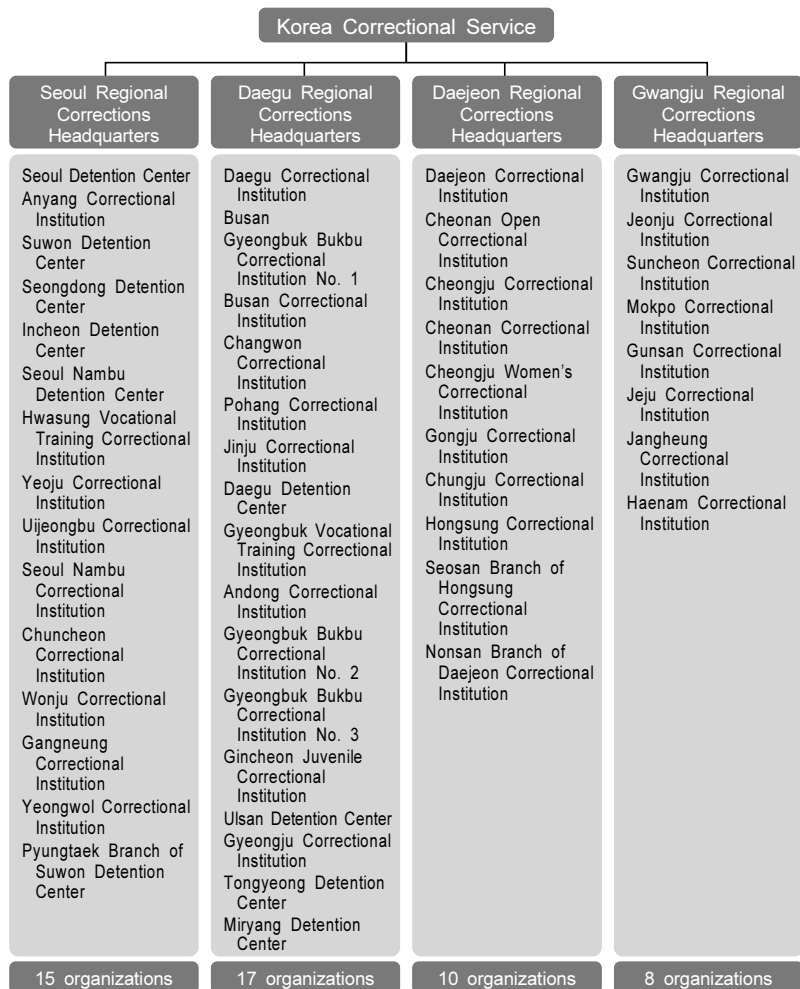 Korea Correctional Service
Seoul Regional
Corrections
Headquarters
Seoul Detention Center
Anyang Correctional
Institution
Suwon Detention
Center
Seongdong Detention
Center
Incheon Detention
Center
Seoul Nambu
Detention Center
Hwasung Vocational
Training Correctional
Institution
Yeoju Correctional
Institution
Uijeongbu Correctional
Institution
Seoul Nambu
Correctional
Institution
Chuncheon
Correctional
Institution
Wonju Correctional
Institution
Gangneung
Correctional
Institution
Yeongwol Correctional
Institution
Pyungtaek Branch of
Suwon Detention
Center
15 organizations
Daegu Regional
Corrections
Headquarters
Daegu Correctional
Institution
Busan
Gyeongbuk Bukbu
Correctional
Institution No. 1
Busan Correctional
Institution
Changwon
Correctional
Institution
Pohang Correctional
Institution
Jinju Correctional
Institution
Daegu Detention
Center
Gyeongbuk Vocational
Training Correctional
Institution
Andong Correctional
Institution
Gyeongbuk Bukbu
Correctional
Institution No. 2
Gyeongbuk Bukbu
Correctional
Institution No. 3
Gincheon Juvenile
Correctional
Institution
Ulsan Detention Center
Gyeongju Correctional
Institution
Tongyeong Detention
Center
Miryang Detention
Center
17 organizations
Daejeon Regional
Corrections
Headquarters
Daejeon Correctional
Institution
Cheonan Open
Correctional
Institution
Cheongju Correctional
Institution
Cheonan Correctional
Institution
Cheongju Women's
Correctional
Institution
Gongju Correctional
Institution
Chungju Correctional
Institution
Hongsung Correctional
Institution
Seosan Branch of
Hongsung
Correctional
Institution
Nonsan Branch of
Daejeon Correctional
Institution
10 organizations
Gwangju Regional
Corrections
Headquarters
Gwangju Correctional
Institution
Jeonju Correctional
Institution
Suncheon Correctional
Institution
Mokpo Correctional
Institution
Gunsan Correctional
Institution
Jeju Correctional
Institution
Jangheung
Correctional
Institution
Haenam Correctional
Institution
8 organizations